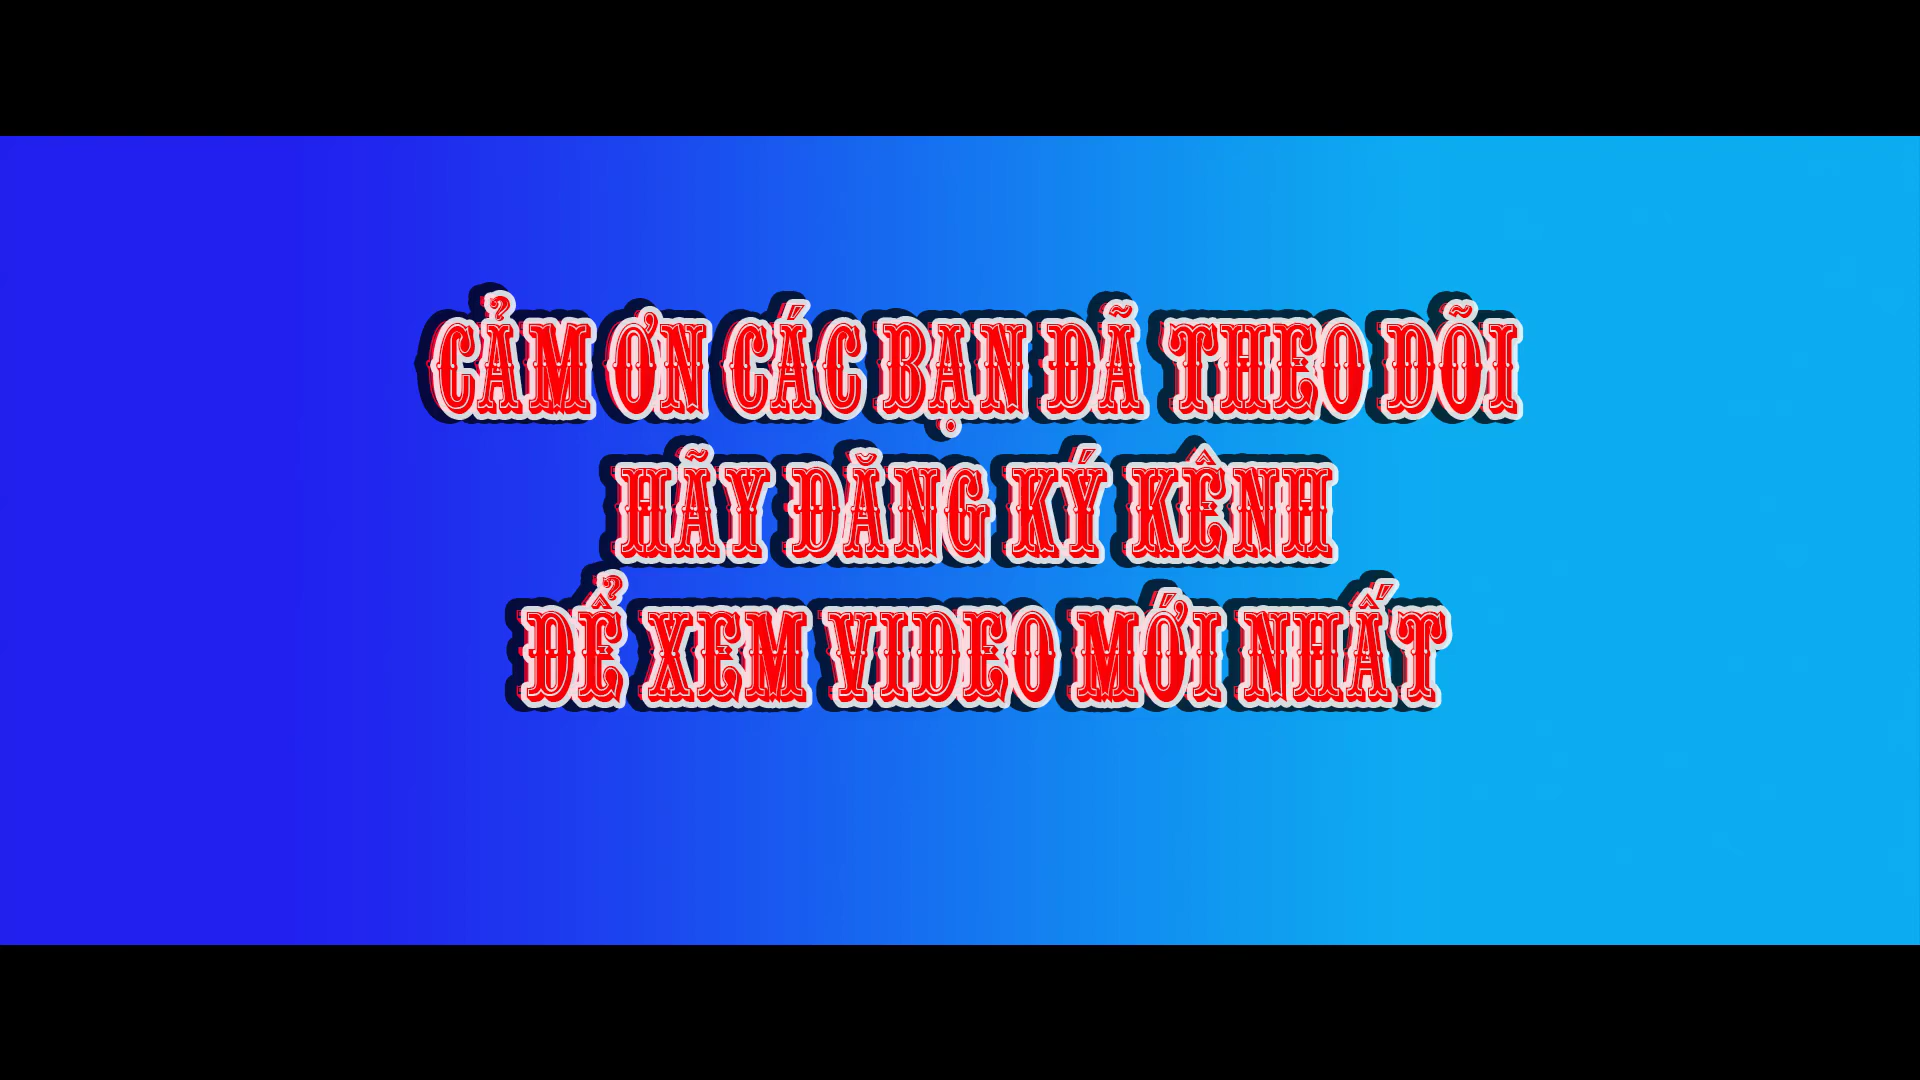 CẢM ƠN CÁC BẠN ĐÃ THEO DÕI
HÃY ĐĂNG KÝ KÊNH
ĐỂ XEM VIDEO MỚI NHẤT